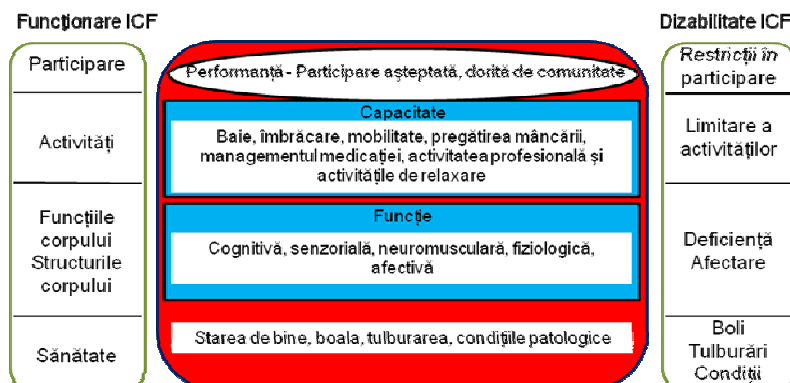 Funcționare ICF
Dizabilitate ICF
Participare
Performanță - Participare așteptată, dorită de comunitate
Restricții în
participare
Activități
Capacitate
Baie, îmbrăcare, mobilitate, pregătirea mâncării,
managementul medicației, activitatea profesională și
activitățile de relaxare
Limitare a
activităților
Funcțiile
corpului
Structurile
corpului
Funcție
Cognitivă, senzorială, neuromusculară, fiziologică,
afectivă
Deficiență
Afectare
Sănătate
Starea de bine, boala, tulburarea, condițiile patologice
Boli
Tulburări
Condiții